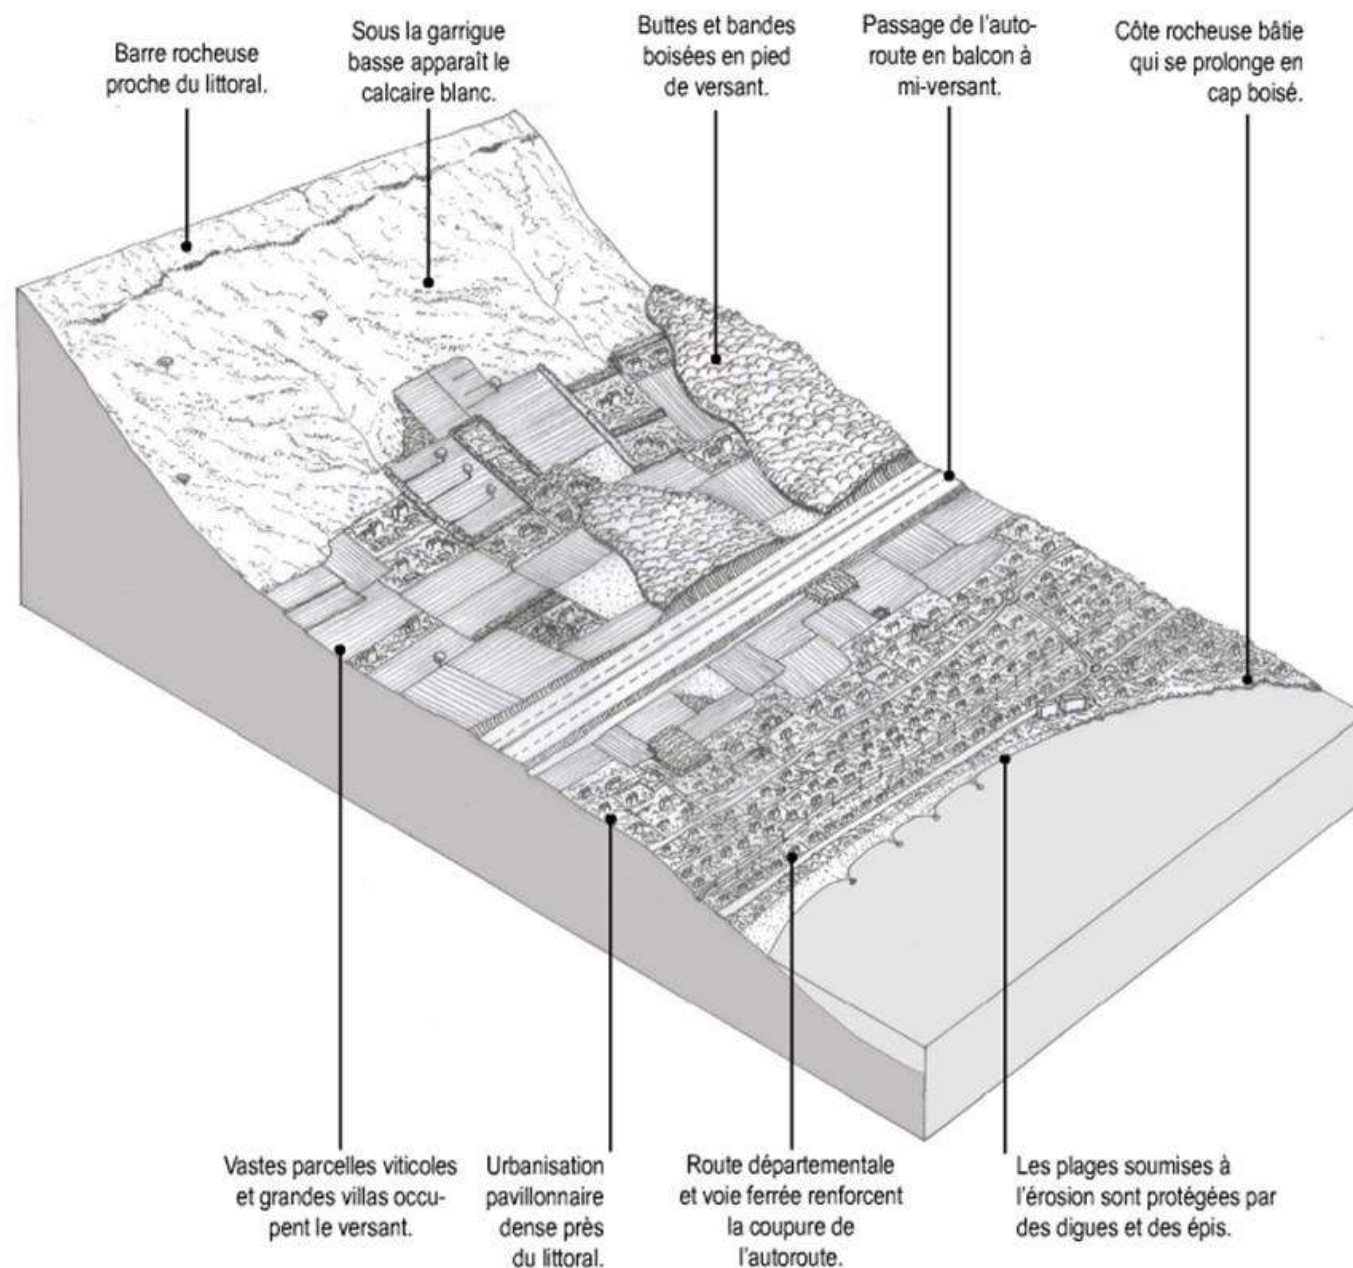 Barre rocheuse
proche du littoral.
Sous la garrigue
basse apparaît le
calcaire blanc.
Buttes et bandes
boisées en pied
de versant.
Passage de l'auto-
route en balcon à
mi-versant.
Côte rocheuse bâtie
qui se prolonge en
cap boisé.
Vastes parcelles viticoles
et grandes villas occu-
pent le versant.
Urbanisation
pavillonnaire
dense près
du littoral.
Route départementale
et voie ferrée renforcent
la coupure de
l'autoroute.
Les plages soumises à
l'érosion sont protégées par
des digues et des épis.